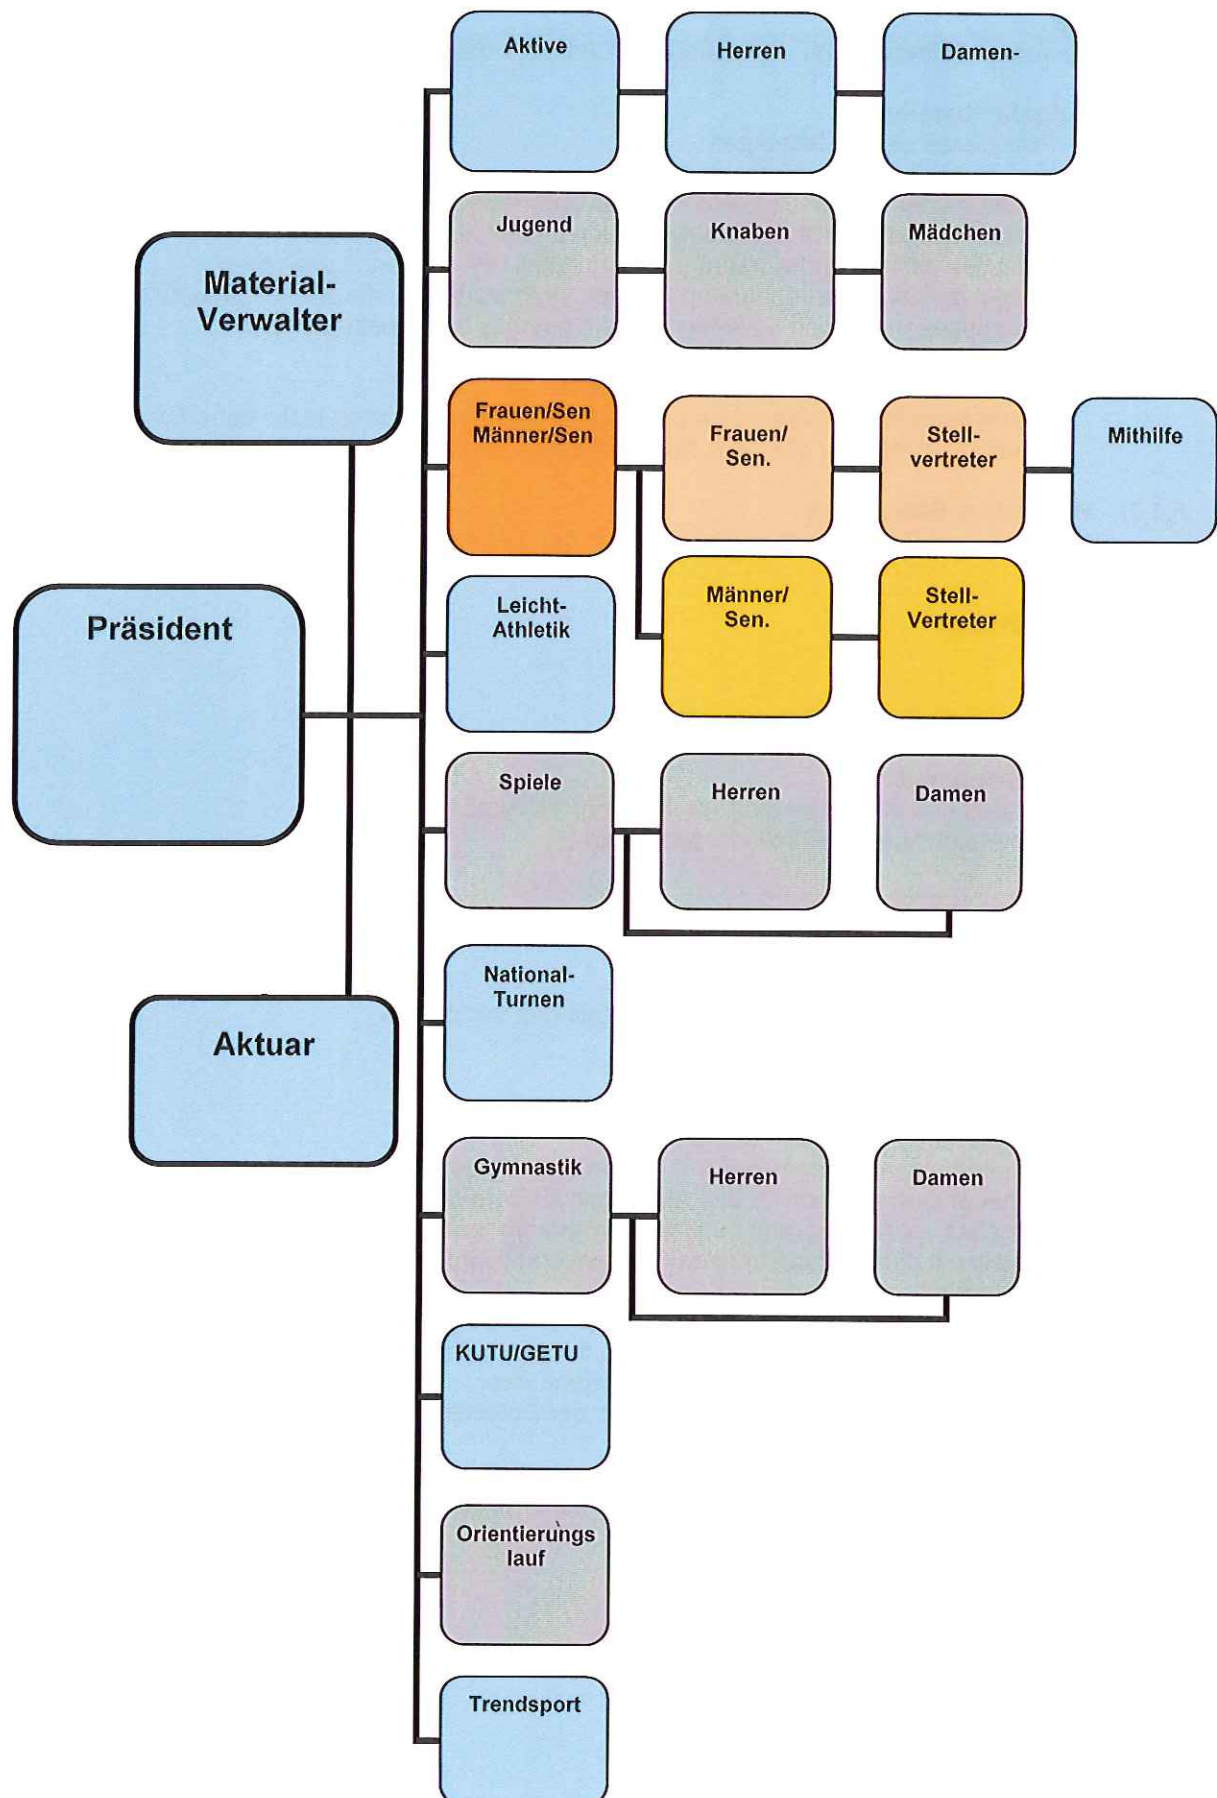 Aktive
Herren
Damen-
Jugend
Knaben
Mädchen
Material-
Verwalter
Frauen/Sen
Männer/Sen
Frauen/
Sen.
Stell-
vertreter
Mithilfe
Präsident
Leicht-
Athletik
Männer/
Sen.
Stell-
Vertreter
Spiele
Herren
Damen
National-
Turnen
Aktuar
Gymnastik
Herren
Damen
KUTU/GETU
Orientierungs
lauf
Trendsport